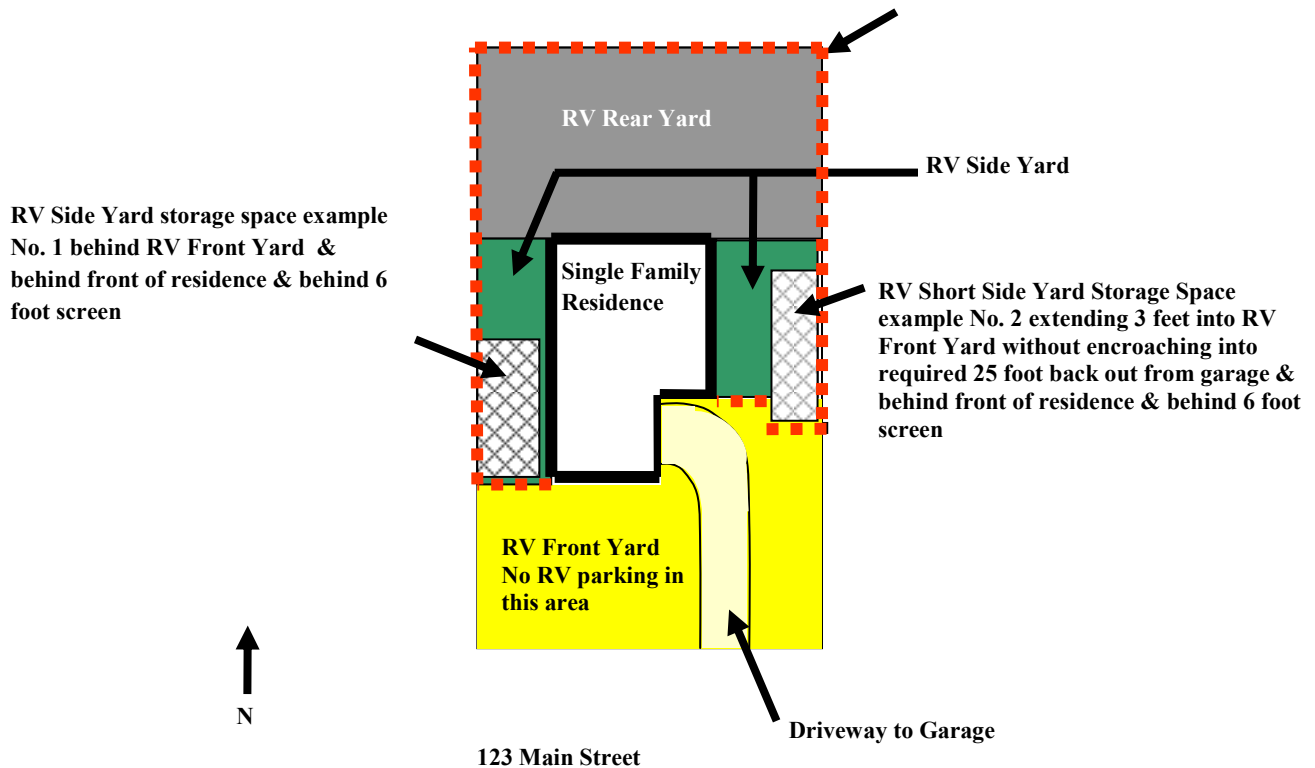 RV Rear Yard
RV Side Yard
RV Side Yard storage space example
No. 1 behind RV Front Yard &
behind front of residence & behind 6
foot screen
Single Family
Residence
RV Short Side Yard Storage Space
example No. 2 extending 3 feet into RV
Front Yard without encroaching into
required 25 foot back out from garage &
behind front of residence & behind 6 foot
screen
RV Front Yard
No RV parking in
this area
N
Driveway to Garage
123 Main Street